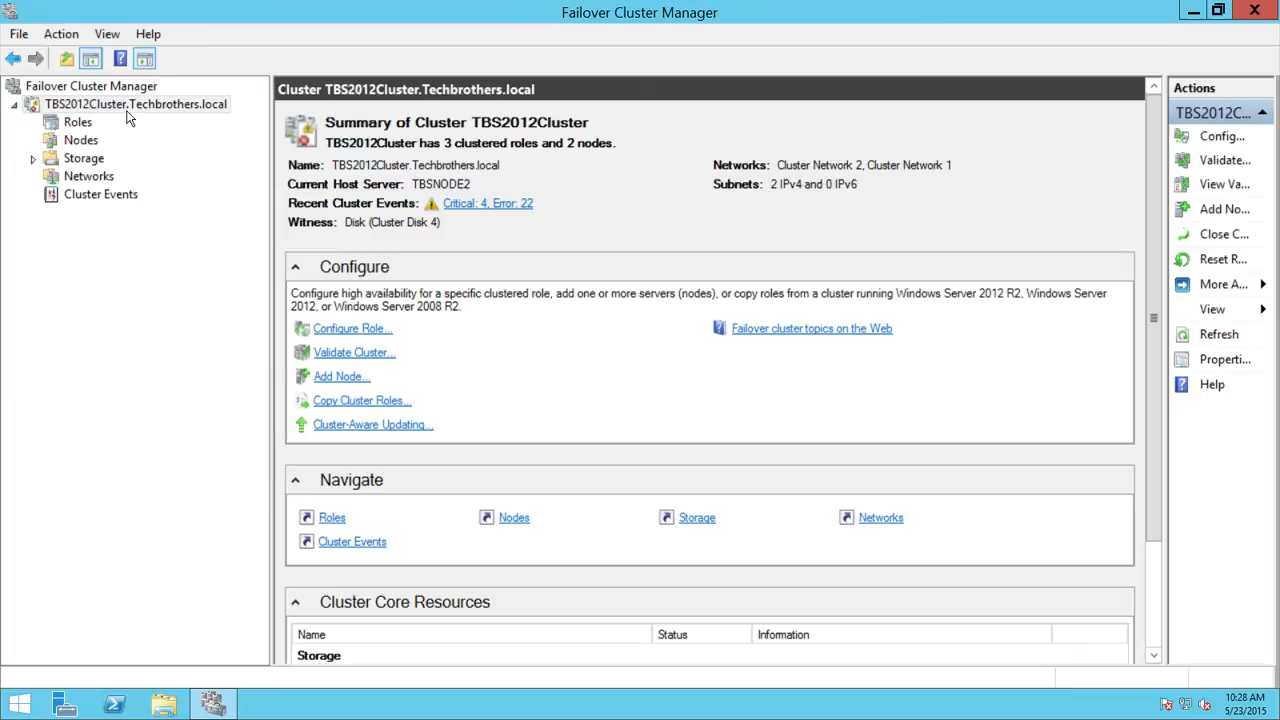 Failover Cluster Manager
File Action View Help
Failover Cluster Manager
TBS2012Cluster.Techbrothers.local
Roles
Nodes
Storage
Networks
Cluster Events
Cluster TBS2012Cluster.Techbrothers.local
Summary of Cluster TBS2012Cluster
TBS2012Cluster has 3 clustered roles and 2 nodes.
Name: TBS2012Cluster.Techbrothers.local
Networks: Cluster Network 2, Cluster Network 1
Current Host Server: TBSNODE2
Subnets: 2 IPv4 and 0 IPv6
Recent Cluster Events: Critical: 4, Error: 22
Witness: Disk (Cluster Disk 4)
Configure
Configure high availability for a specific clustered role, add one or more servers (nodes), or copy roles from a cluster running Windows Server 2012 R2, Windows Server
2012, or Windows Server 2008 R2.
Configure Role...
Failover cluster topics on the Web
Validate Cluster...
Add Node...
Copy Cluster Roles...
Cluster-Aware Updating...
Navigate
Roles
Nodes
Storage
Networks
Cluster Events
Cluster Core Resources
Name Status Information
Storage
Actions
TBS2012C...
Config...
Validate...
View Va...
Add No...
Close C...
Reset R...
More A...
View
Refresh
Properti...
Help
10:28 AM
5/23/2015